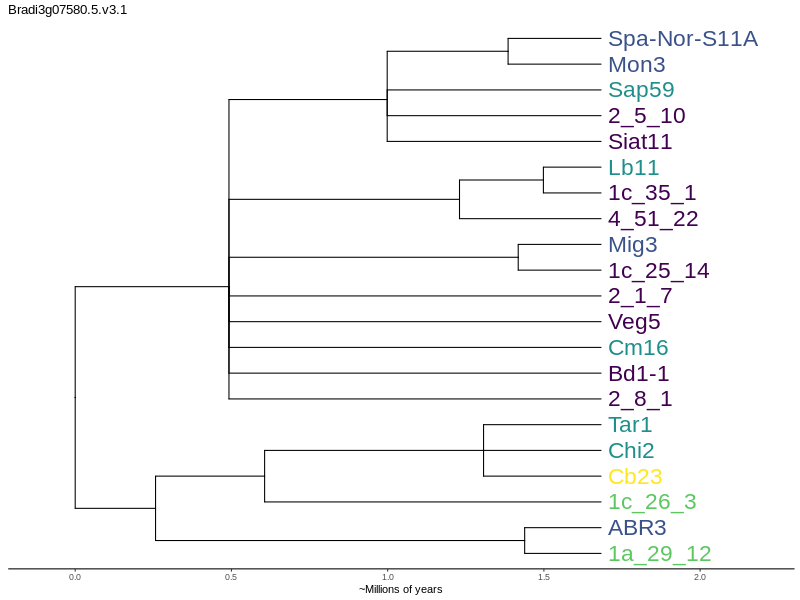 Bradi3g07580.5.v3.1
Spa-Nor-S11A
Mon3
Sap59
2_5_10
Siat11
Lb11
1c_35_1
4_51_22
Mig3
1c_25_14
2_1_7
Veg5
Cm16
Bd1-1
2_8_1
Tar1
Chi2
Cb23
1c_26_3
ABR3
1a_29_12
0.0 0.5 1.0 1.5 2.0
~Millions of years